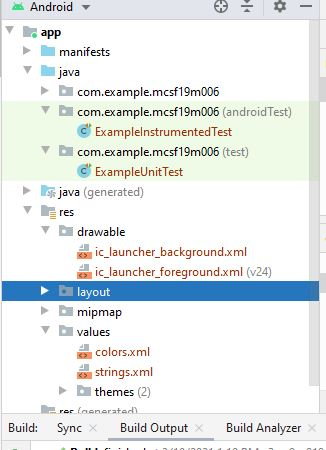 Android
app
manifests
java
com.example.mcsf19m006
com.example.mcsf19m006 (androidTest)
ExampleInstrumentedTest
com.example.mcsf19m006 (test)
ExampleUnitTest
java (generated)
res
drawable
ic_launcher_background.xml
ic_launcher_foreground.xml (v24)
layout
mipmap
values
colors.xml
strings.xml
themes (2)
res (generated)
Build: Sync Build Output Build Analyzer